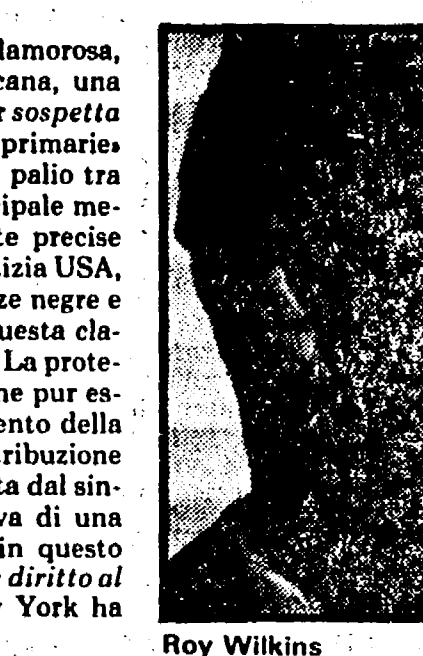 lamorosa,
cana, una
r sospetta
primarie»
palio tra
ipale me-
te precise
izia USA,
ze negre e
uesta cla-
La prote-
ne pur es-
ento della
ribuzione
ta dal sin-
va di una
in questo
diritto al
York ha
Roy Wilkins